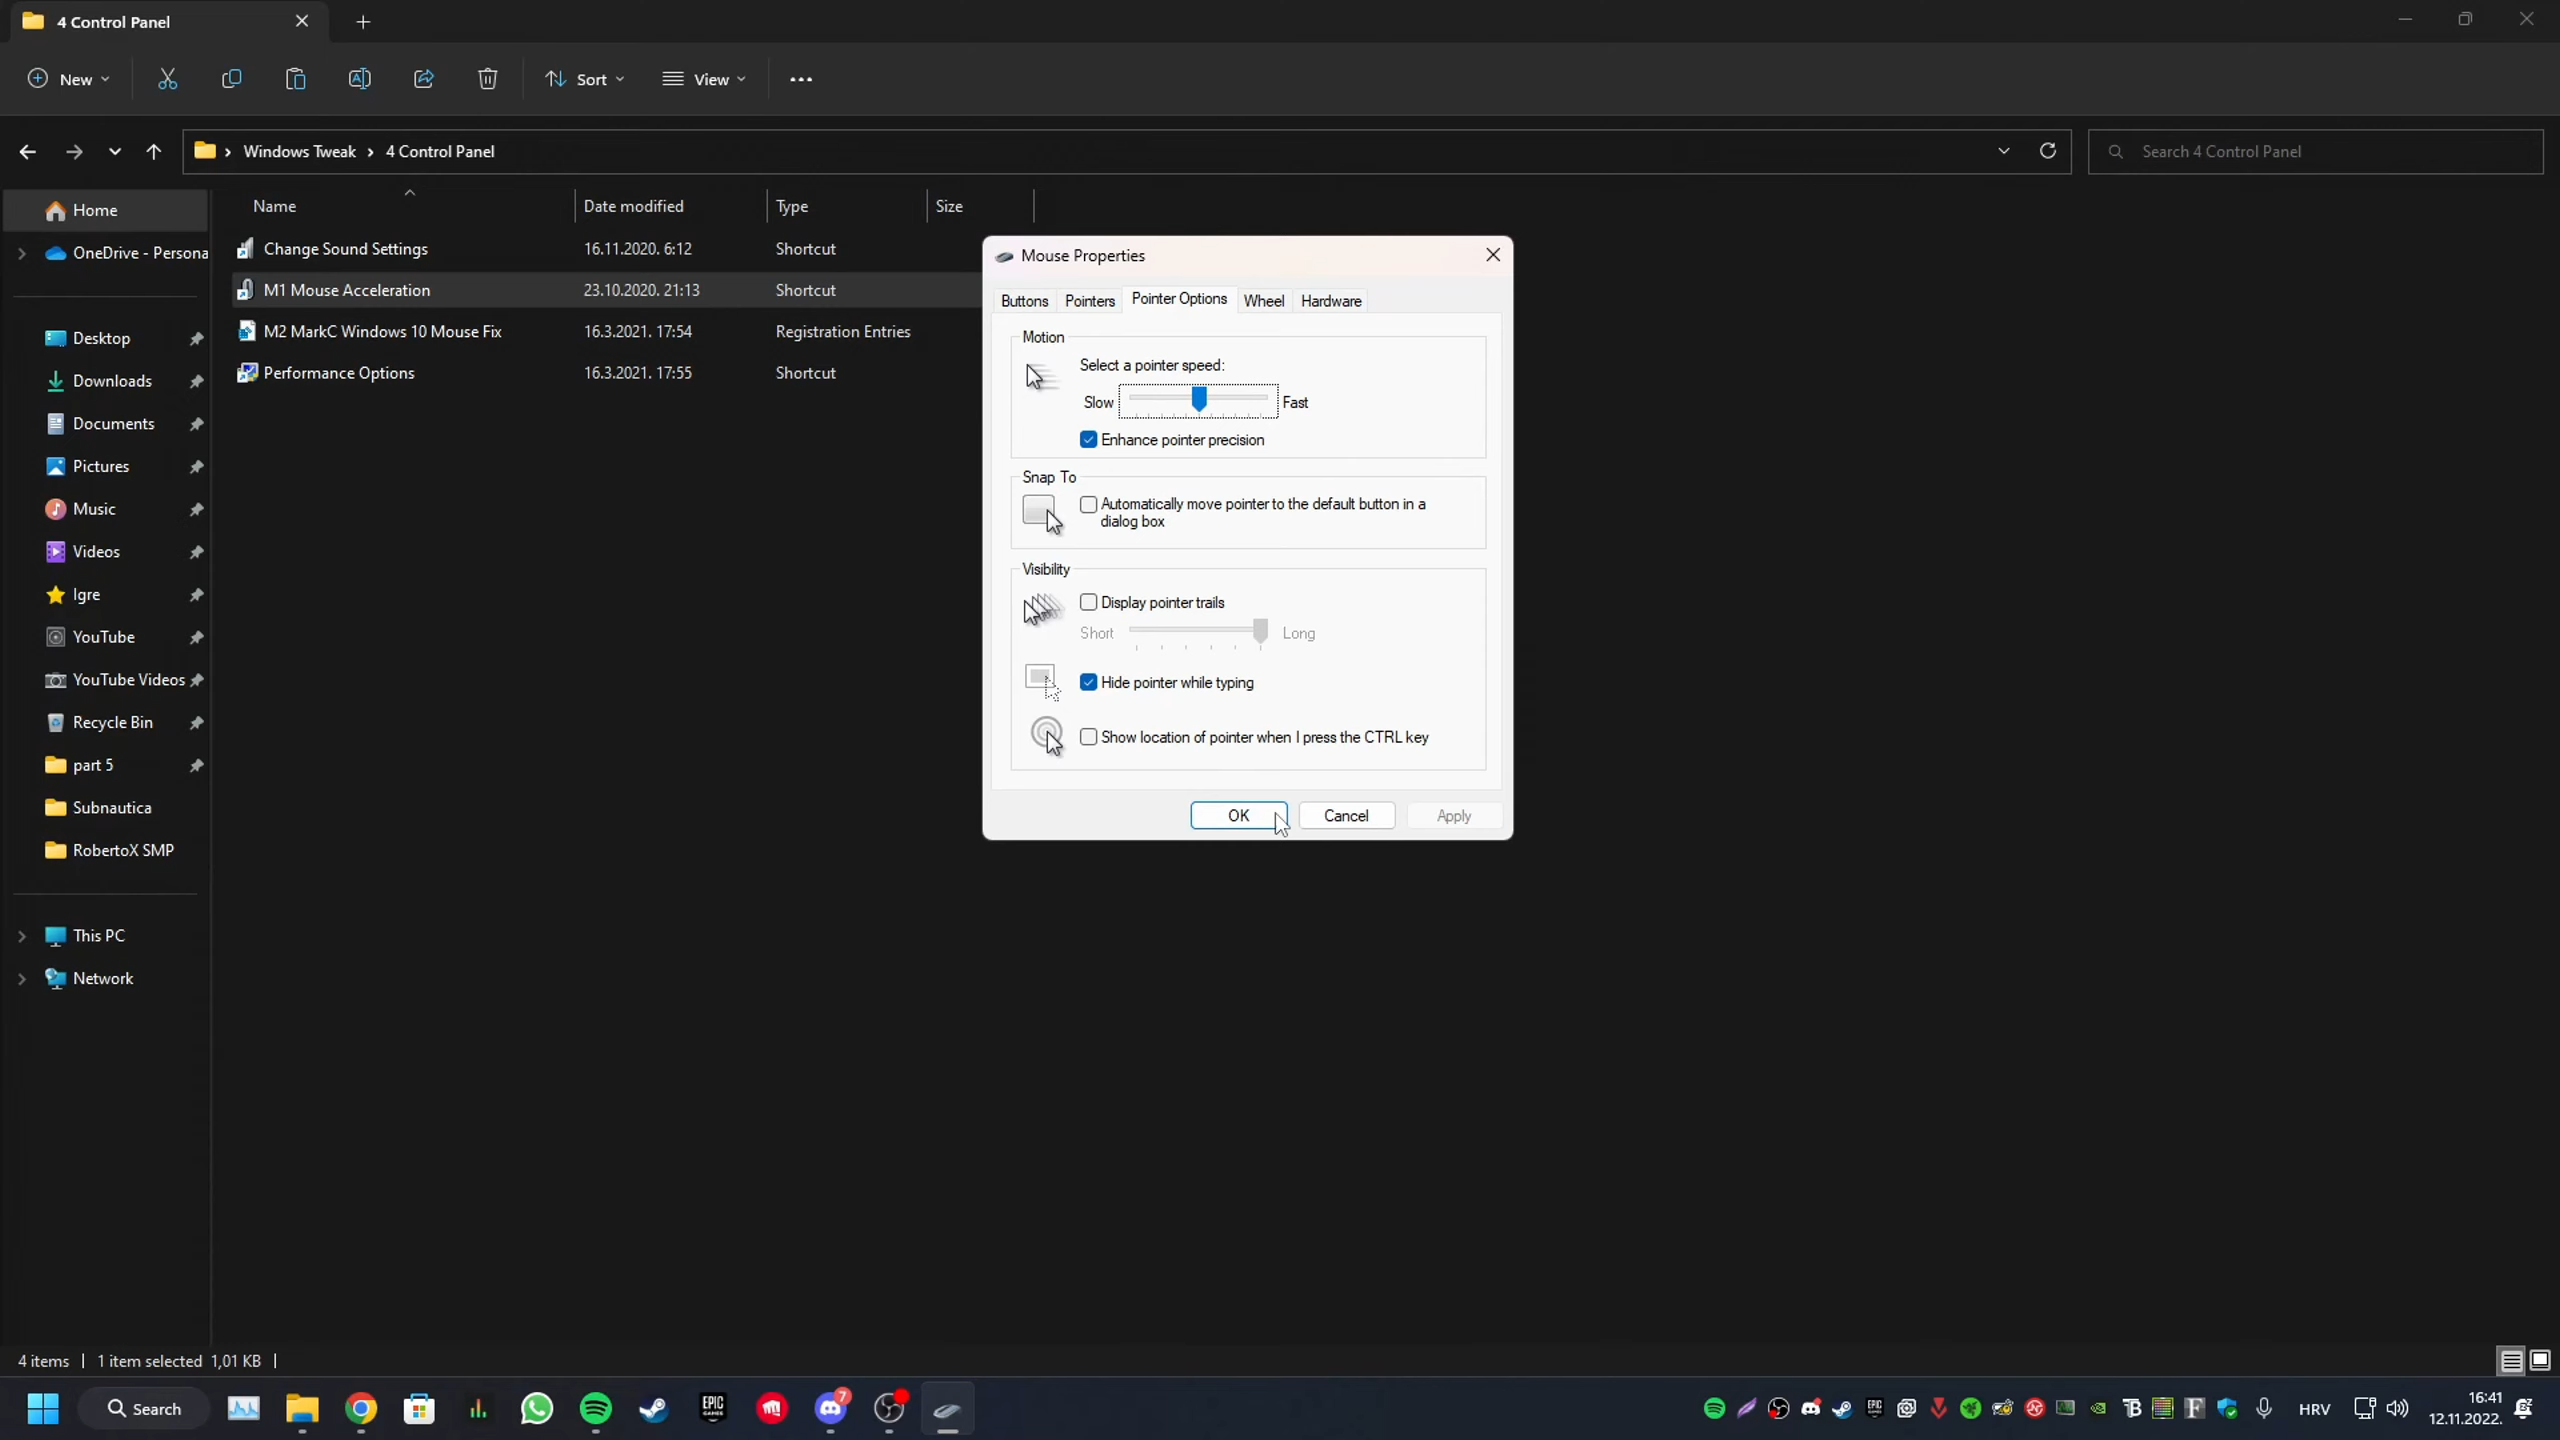 4 Control Panel
New
Sort
View
Windows Tweak > 4 Control Panel
Search 4 Control Panel
Name
Date modified
Type
Size
Home
OneDrive - Persona
Desktop
Downloads
Documents
Pictures
Music
Videos
Igre
YouTube
YouTube Videos
Recycle Bin
part 5
Subnautica
RobertoX SMP
This PC
Network
Change Sound Settings 16.11.2020. 6:12 Shortcut
M1 Mouse Acceleration 23.10.2020. 21:13 Shortcut
M2 MarkC Windows 10 Mouse Fix 16.3.2021. 17:54 Registration Entries
Performance Options 16.3.2021. 17:55 Shortcut
Mouse Properties
Buttons Pointers Pointer Options Wheel Hardware
Motion
Select a pointer speed:
Slow Fast
Enhance pointer precision
Snap To
Automatically move pointer to the default button in a
dialog box
Visibility
Display pointer trails
Short Long
Hide pointer while typing
Show location of pointer when I press the CTRL key
OK Cancel Apply
4 items 1 item selected 1,01 KB
Search
EPIC GAMES
7
HRV
16:41
12.11.2022.